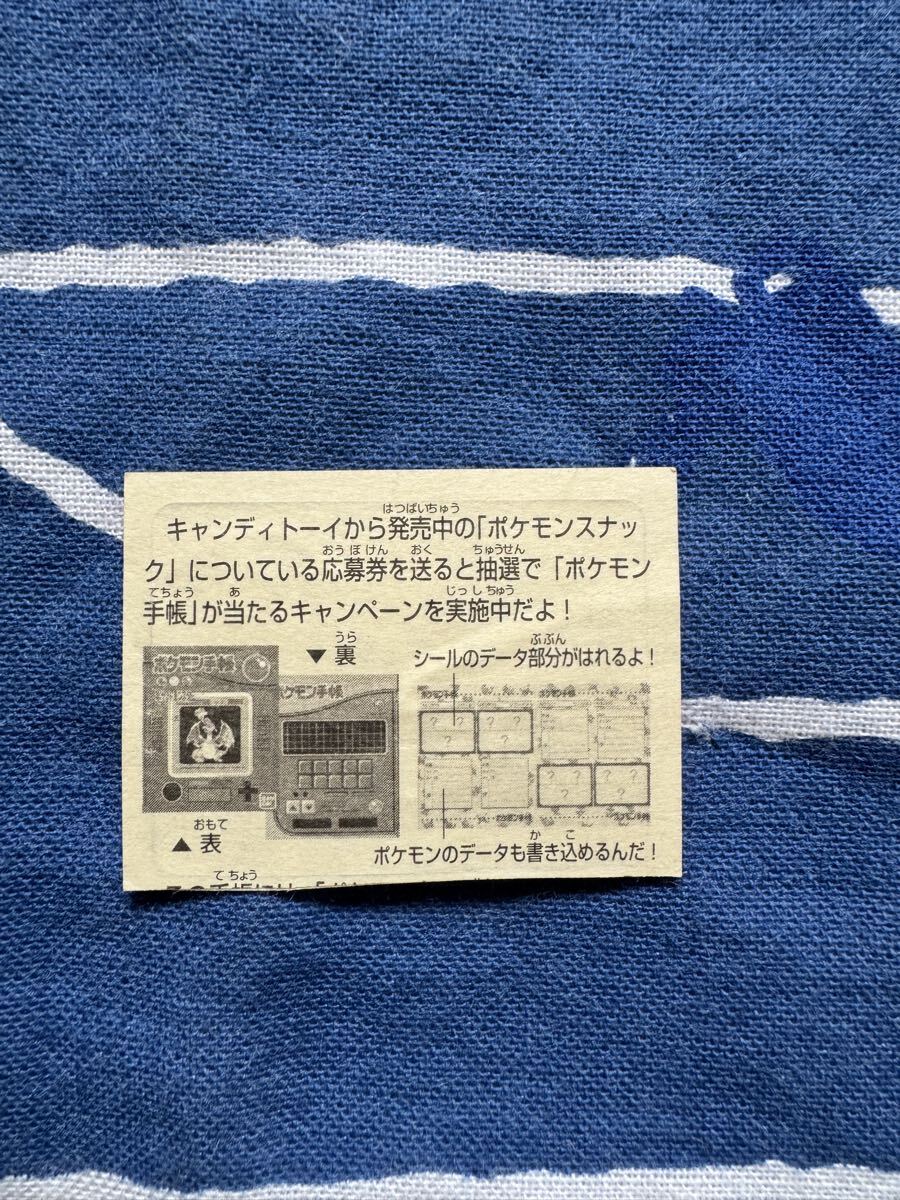 キャンディトーイから発売中の「ポケモンスナッ
ク」についている応募券を送ると抽選で「ポケモン
手帳」が当たるキャンペーンを実施中だよ！
▼裏
シールのデータ部分がはれるよ！
ポケモン手帳
ポケモン手帳
▲表
ポケモンのデータも書き込めるんだ！